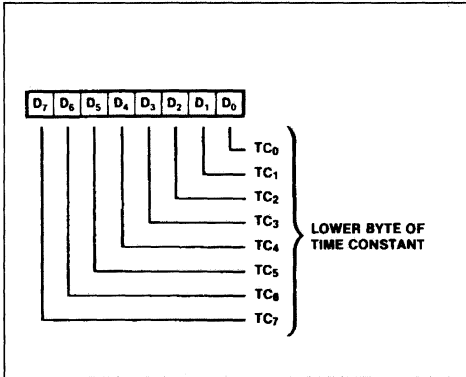 D₇ D₆ D₅ D₄ D₃ D₂ D₁ D₀
TC₀
TC₁
TC₂
TC₃
TC₄
TC₅
TC₆
TC₇
LOWER BYTE OF
TIME CONSTANT